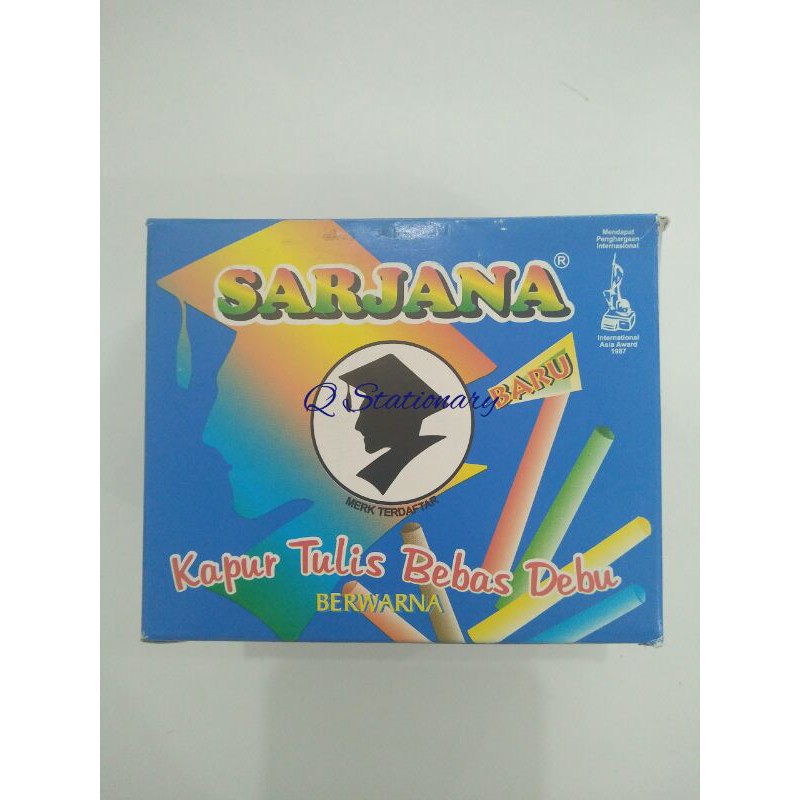 Mendapat
Penghargaan
Internasional
SARJANA®
International
Asia Award
1987
BARU
Q Stationary
MERK TERDAFTAR
Kapur Tulis Bebas Debu
BERWARNA